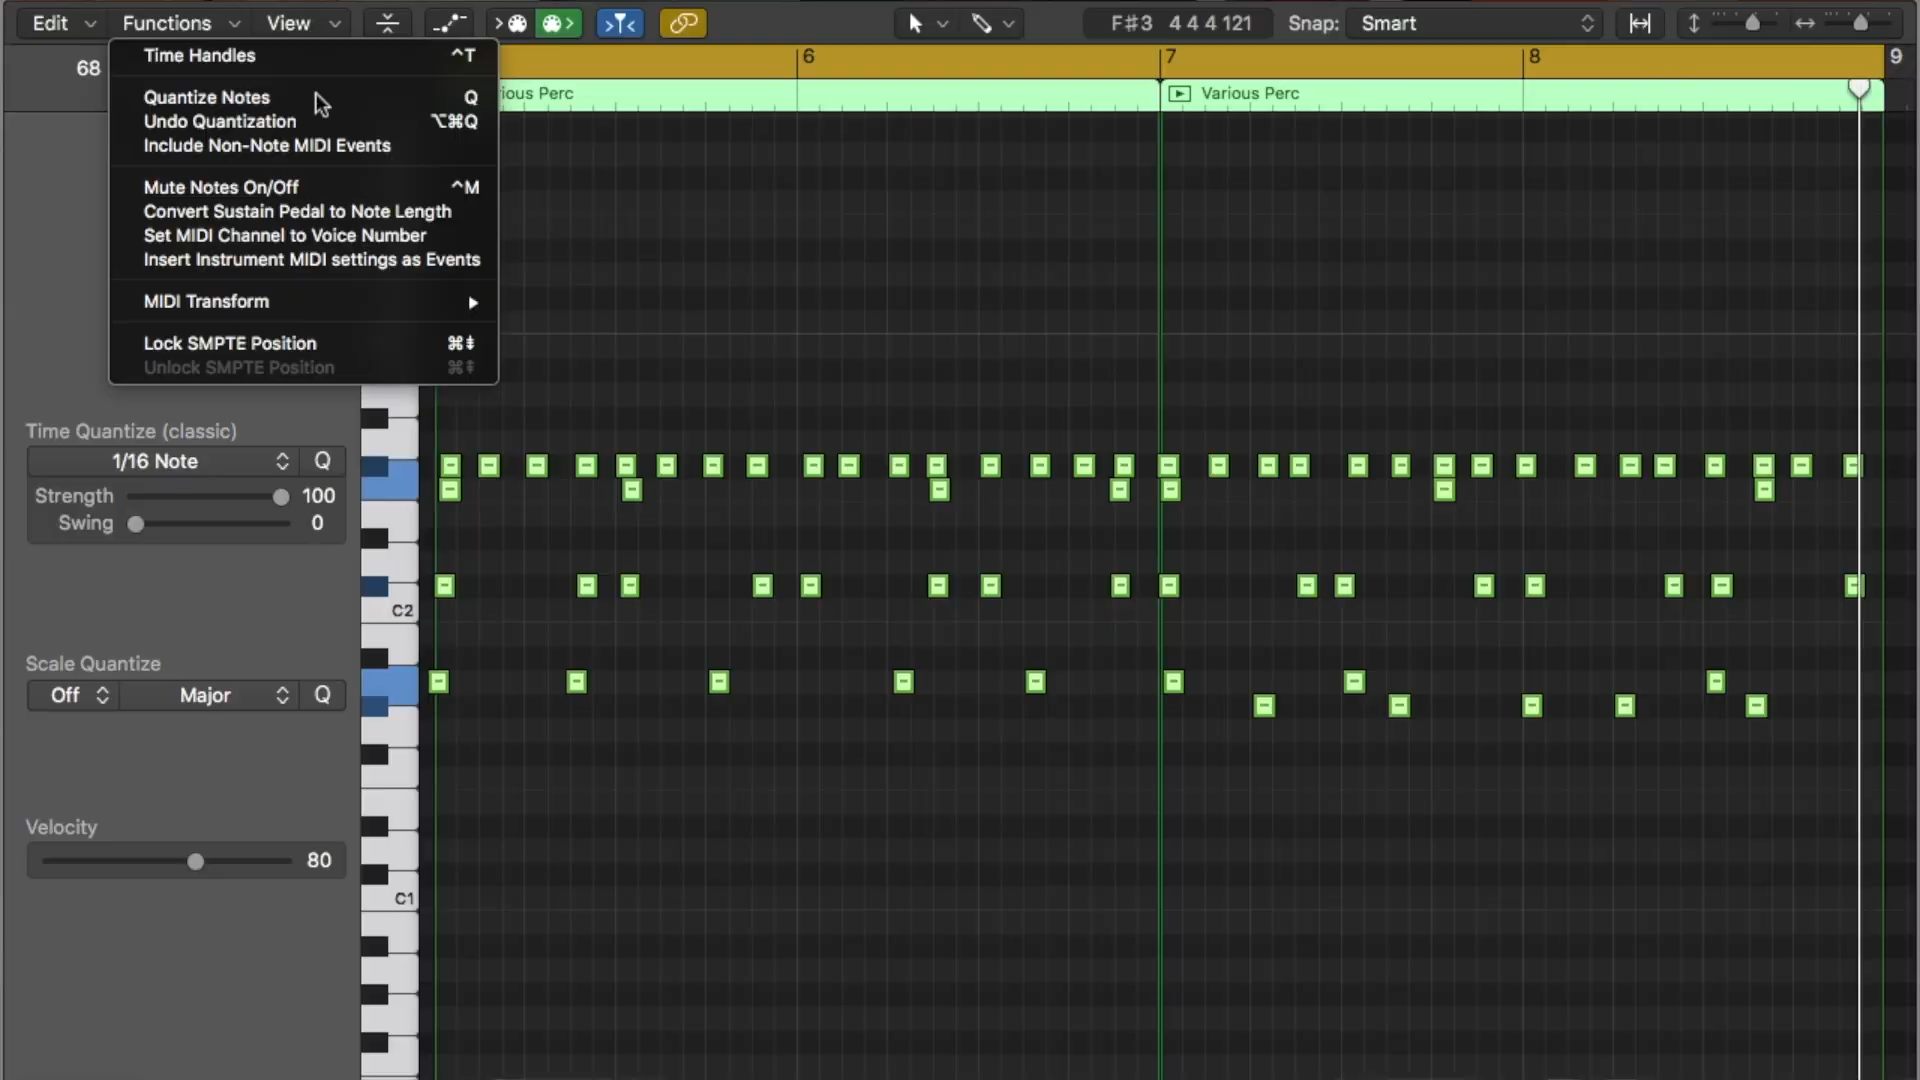 Edit
Functions
View
F#3 4 4 4 121
Snap: Smart
68
Time Handles ^T
Quantize Notes Q
Undo Quantization ⌥⌘Q
Include Non-Note MIDI Events
Mute Notes On/Off ^M
Convert Sustain Pedal to Note Length
Set MIDI Channel to Voice Number
Insert Instrument MIDI settings as Events
MIDI Transform
Lock SMPTE Position ⌘⇟
Unlock SMPTE Position ⌘⇞
6
7
8
9
ious Perc
Various Perc
Time Quantize (classic)
1/16 Note Q
Strength 100
Swing 0
C2
Scale Quantize
Off Major Q
Velocity
80
C1